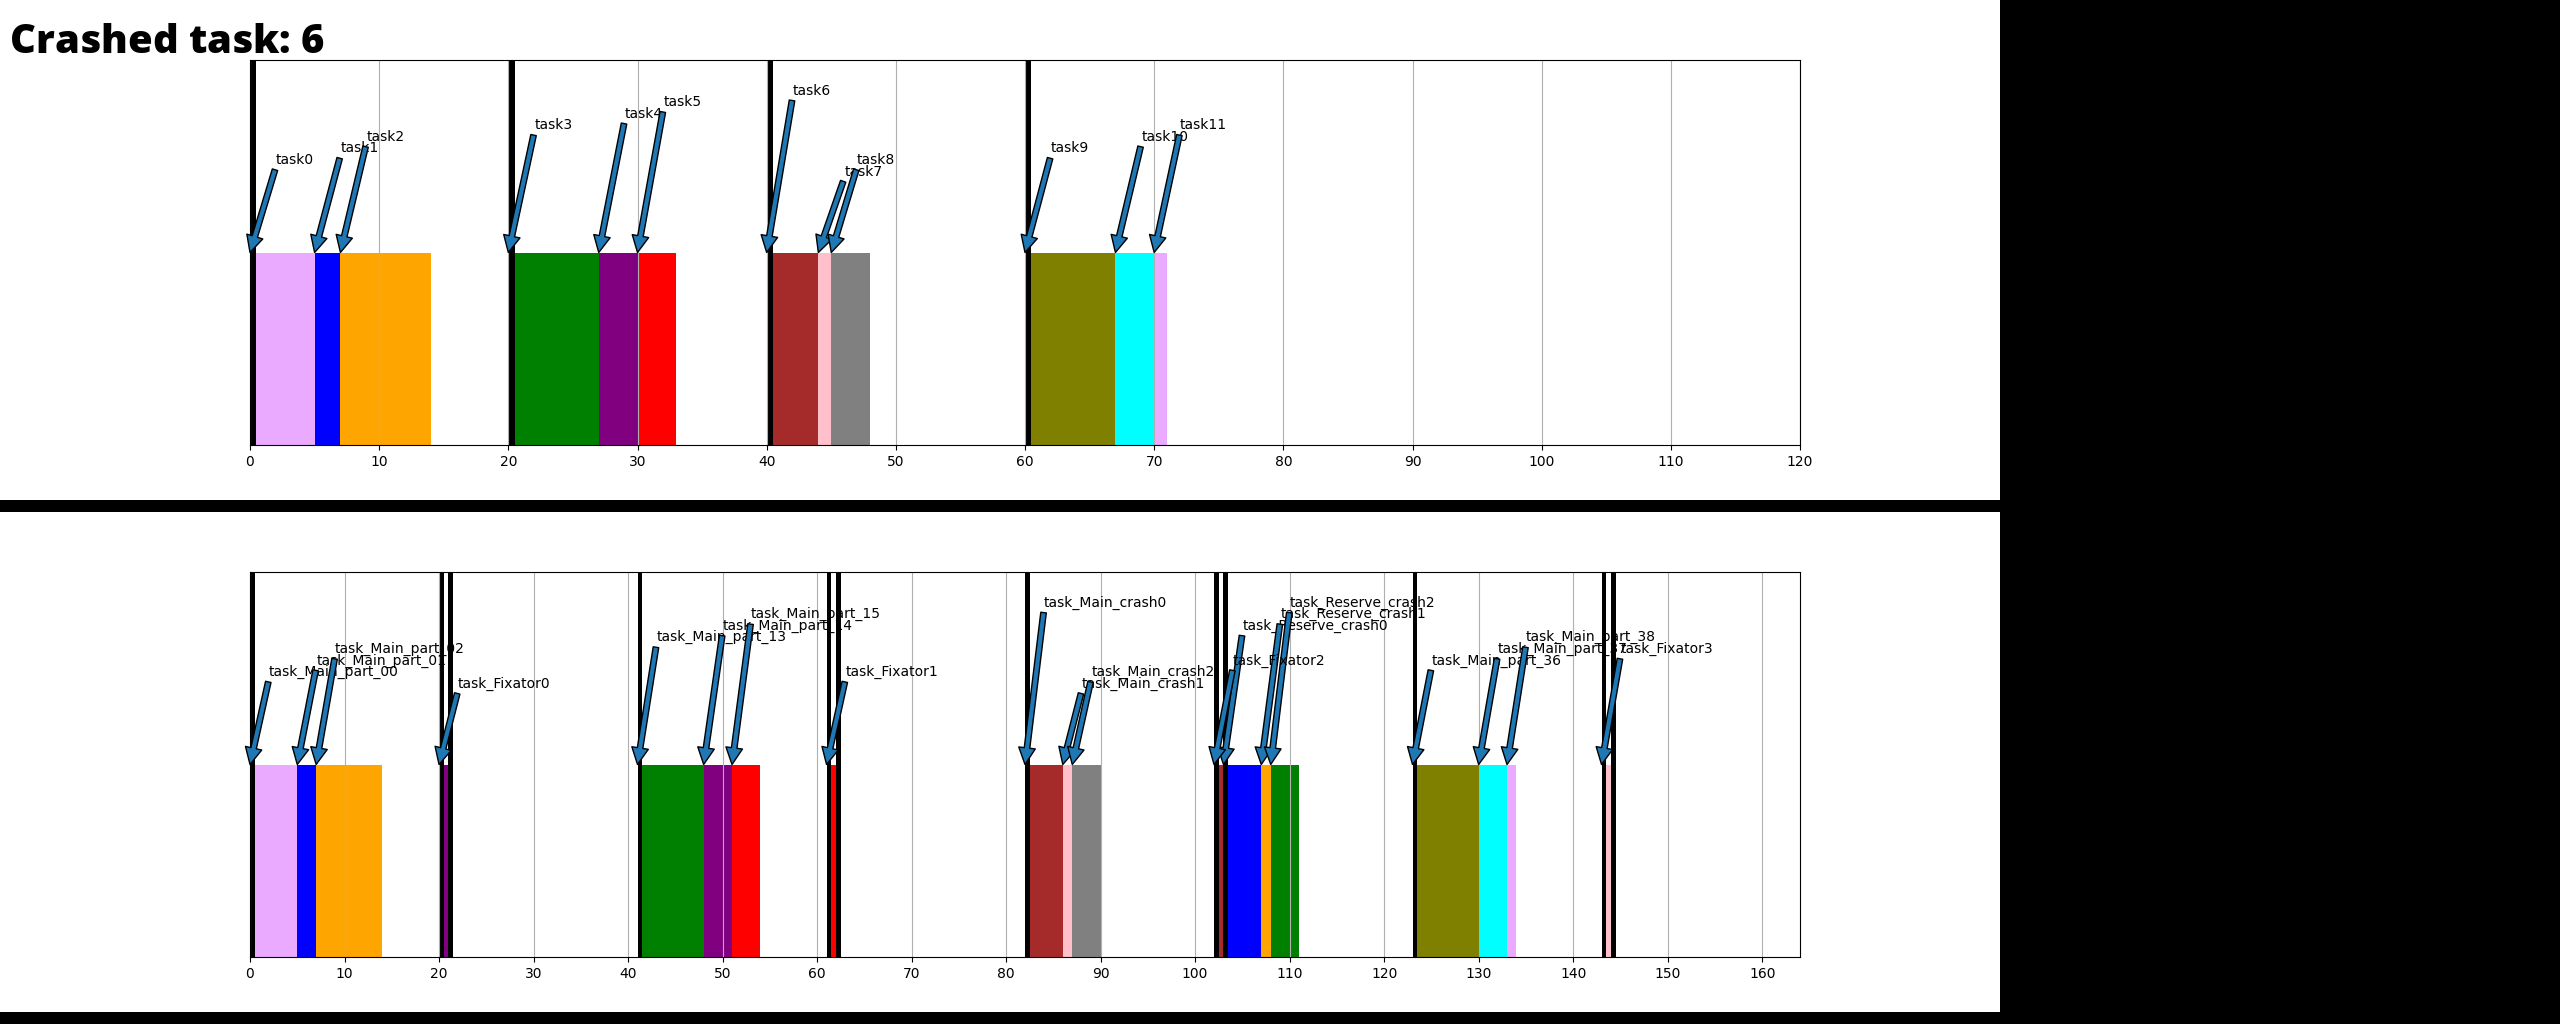 Crashed task: 6
task0
task1
task2
task3
task4
task5
task6
task7
task8
task9
task10
task11
0 10 20 30 40 50 60 70 80 90 100 110 120
task_Main_part_00
task_Main_part_01
task_Main_part_02
task_Fixator0
task_Main_part_13
task_Main_part_14
task_Main_part_15
task_Fixator1
task_Main_crash0
task_Main_crash1
task_Main_crash2
task_Fixator2
task_Reserve_crash0
task_Reserve_crash1
task_Reserve_crash2
task_Main_part_36
task_Main_part_37
task_Main_part_38
task_Fixator3
0 10 20 30 40 50 60 70 80 90 100 110 120 130 140 150 160